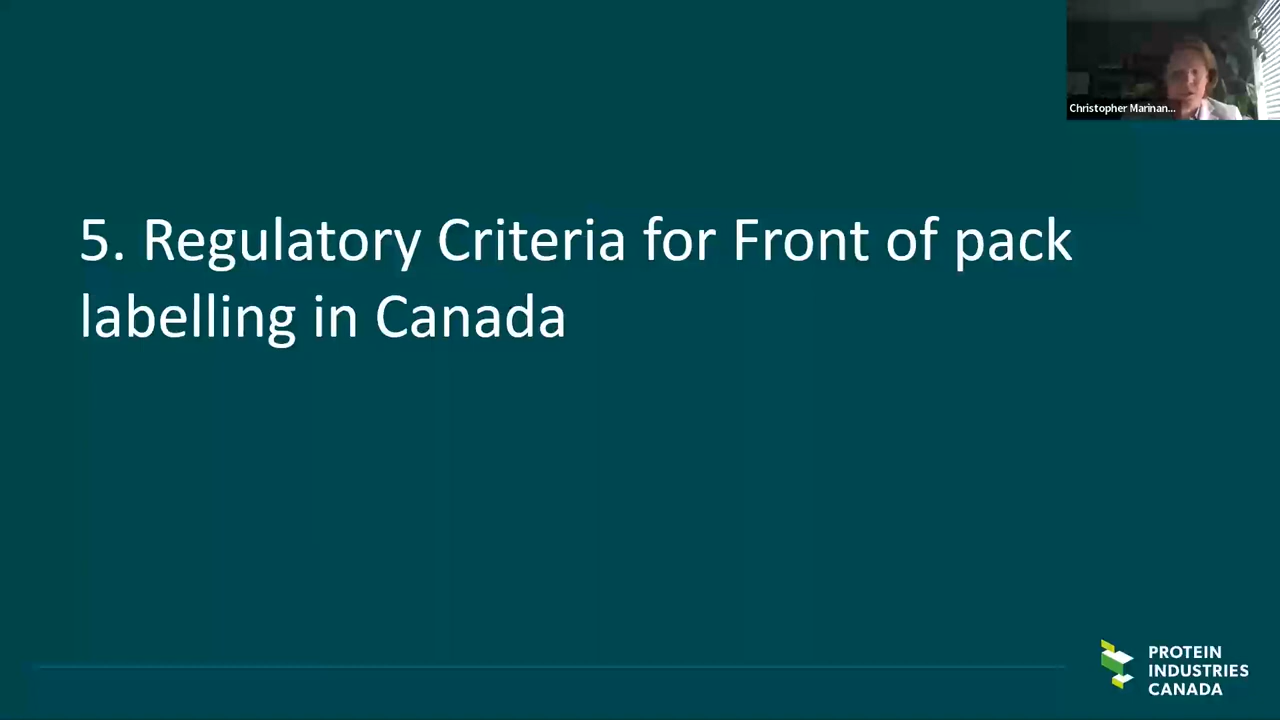 Christopher Marinan...
5. Regulatory Criteria for Front of pack
labelling in Canada
PROTEIN
INDUSTRIES
CANADA